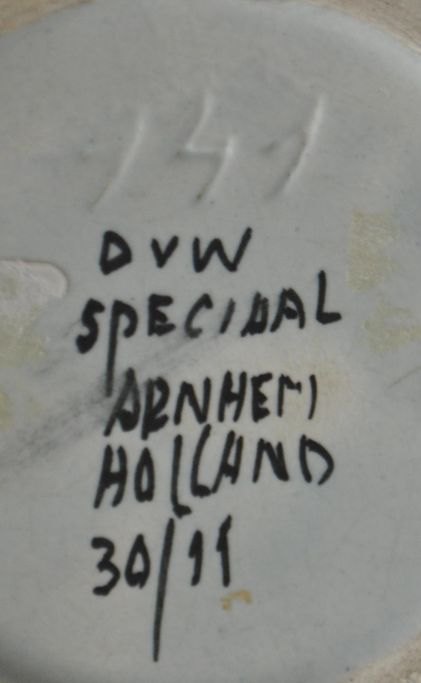 141
DVW
SPECIAAL
ARNHEM
HOLLAND
30/11